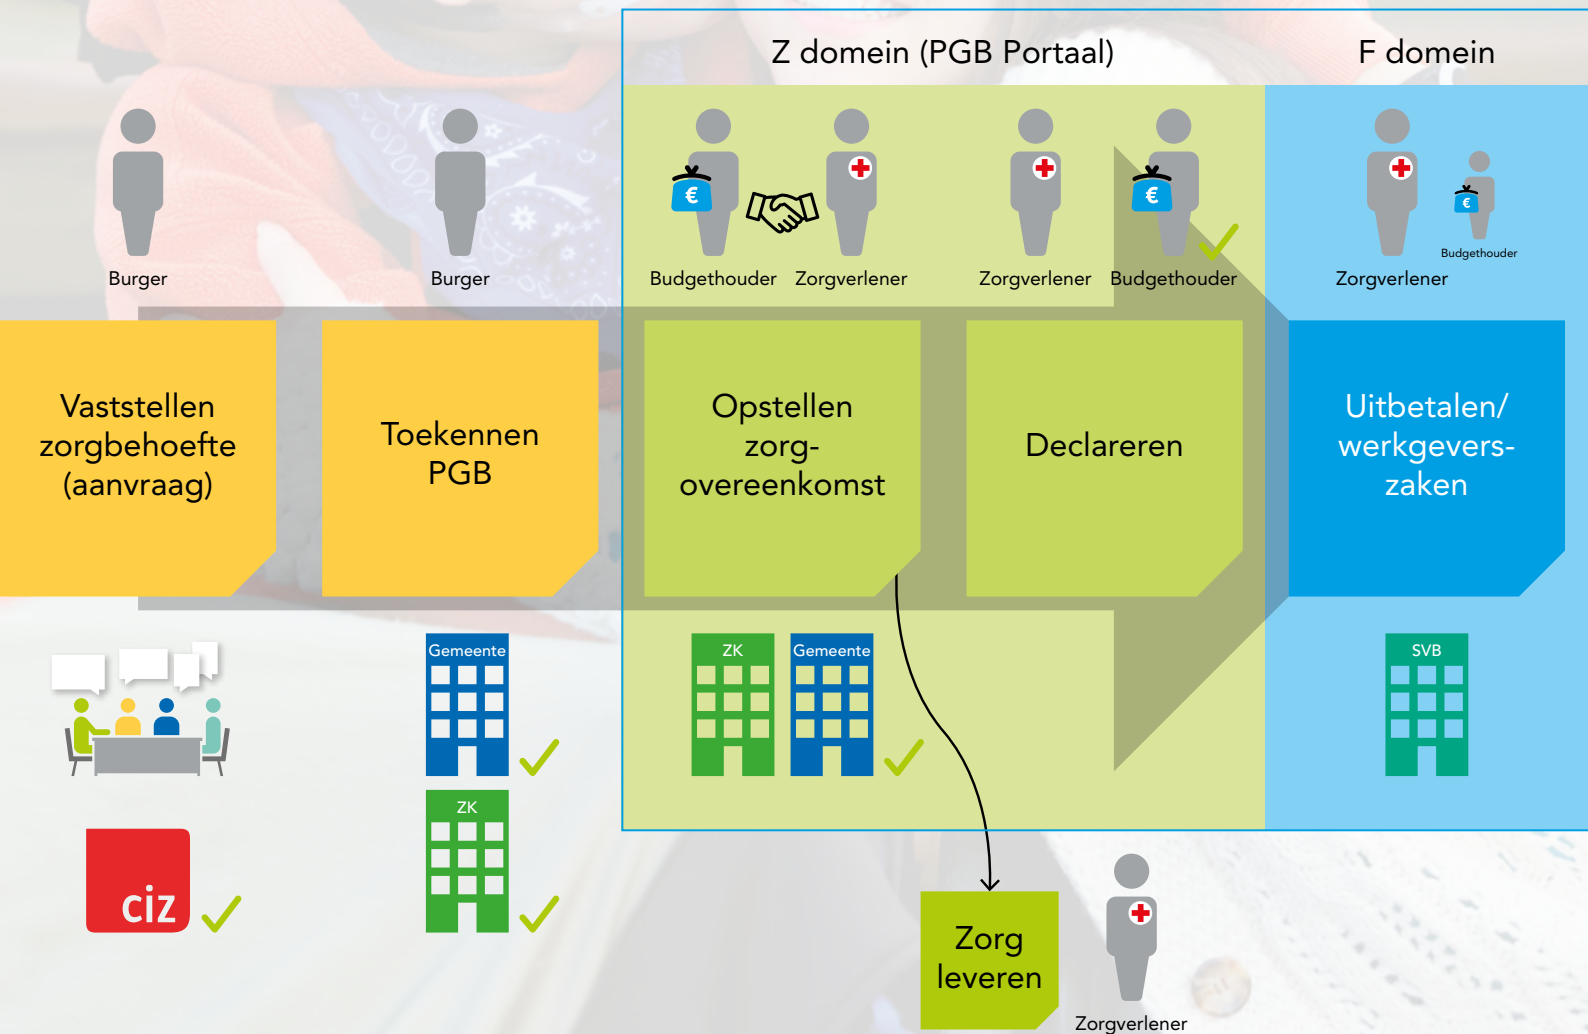 Z domein (PGB Portaal)
F domein
Burger
Burger
Budgethouder
Zorgverlener
Zorgverlener
Budgethouder
Zorgverlener
Budgethouder
€
€
€
Vaststellen
zorgbehoefte
(aanvraag)
Toekennen
PGB
Opstellen
zorg-
overeenkomst
Declareren
Uitbetalen/
werkgevers-
zaken
Gemeente
ZK
ZK
Gemeente
SVB
ciz
Zorg
leveren
Zorgverlener